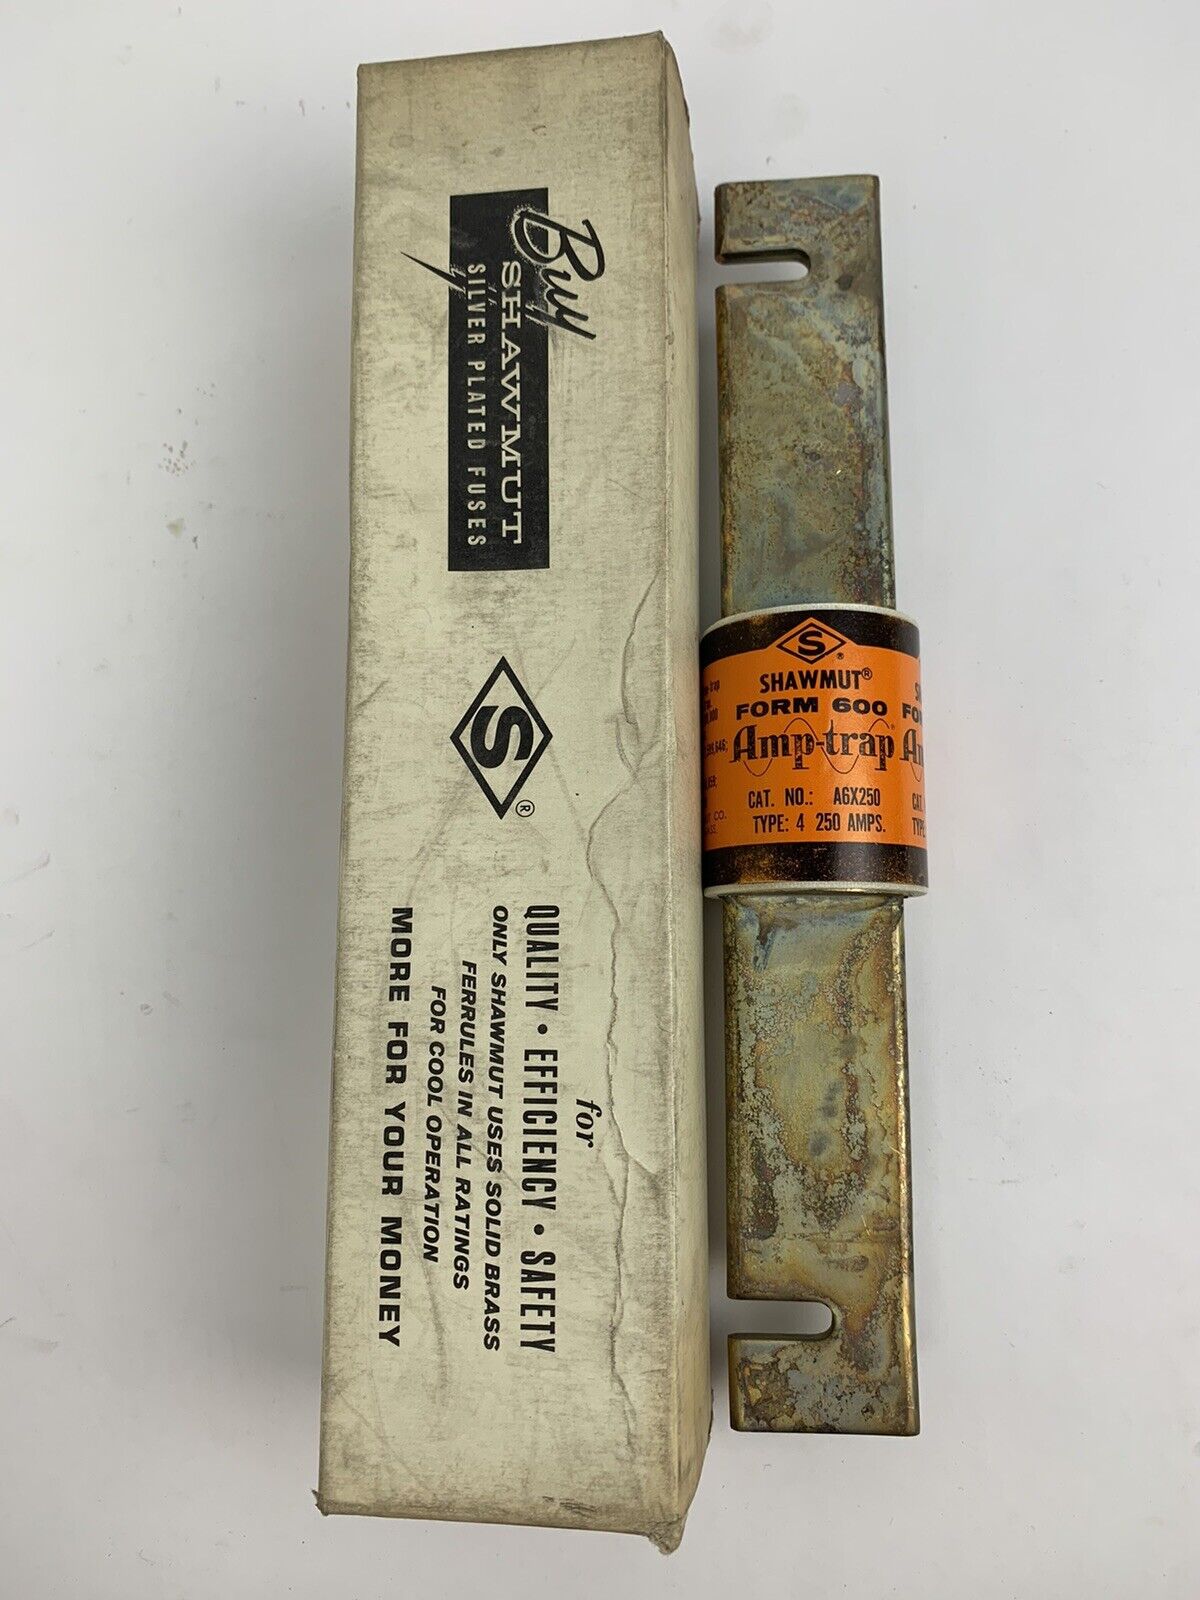 Buy
SHAWMUT
SILVER PLATED FUSES
S
®
for
QUALITY • EFFICIENCY • SAFETY
ONLY SHAWMUT USES SOLID BRASS
FERRULES IN ALL RATINGS
FOR COOL OPERATION
MORE FOR YOUR MONEY
S
®
SHAWMUT®
FORM 600
Amp-trap®
CAT. NO.: A6X250
TYPE: 4 250 AMPS.